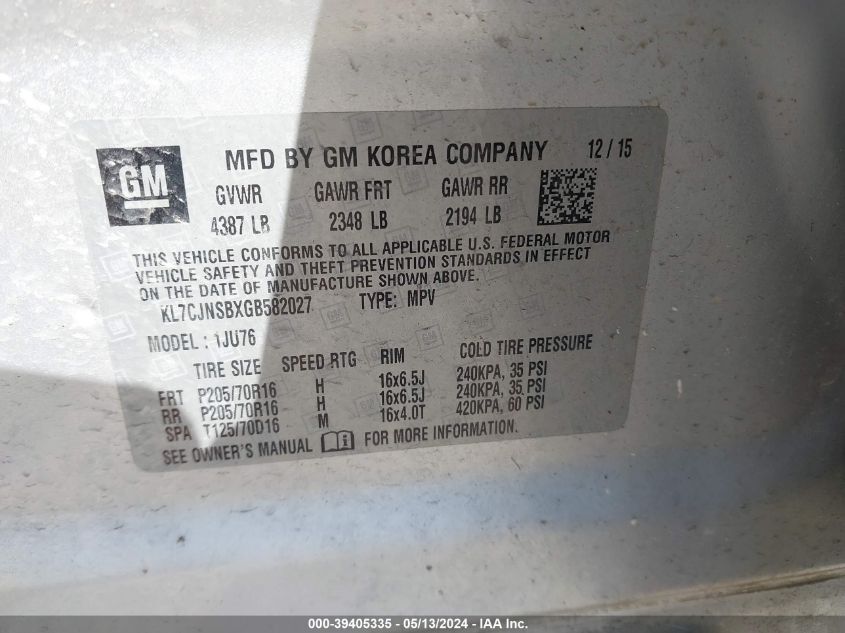 GM
MFD BY GM KOREA COMPANY 12 / 15
GVWR GAWR FRT GAWR RR
4387 LB 2348 LB 2194 LB
THIS VEHICLE CONFORMS TO ALL APPLICABLE U.S. FEDERAL MOTOR
VEHICLE SAFETY AND THEFT PREVENTION STANDARDS IN EFFECT
ON THE DATE OF MANUFACTURE SHOWN ABOVE.
KL7CJNSBXGB582027 TYPE: MPV
MODEL : 1JU76
TIRE SIZE SPEED RTG RIM COLD TIRE PRESSURE
FRT P205/70R16 H 16x6.5J 240KPA, 35 PSI
RR P205/70R16 H 16x6.5J 240KPA, 35 PSI
SPA T125/70D16 M 16x4.0T 420KPA, 60 PSI
SEE OWNER'S MANUAL FOR MORE INFORMATION.
000-39405335 - 05/13/2024 - IAA, Inc.